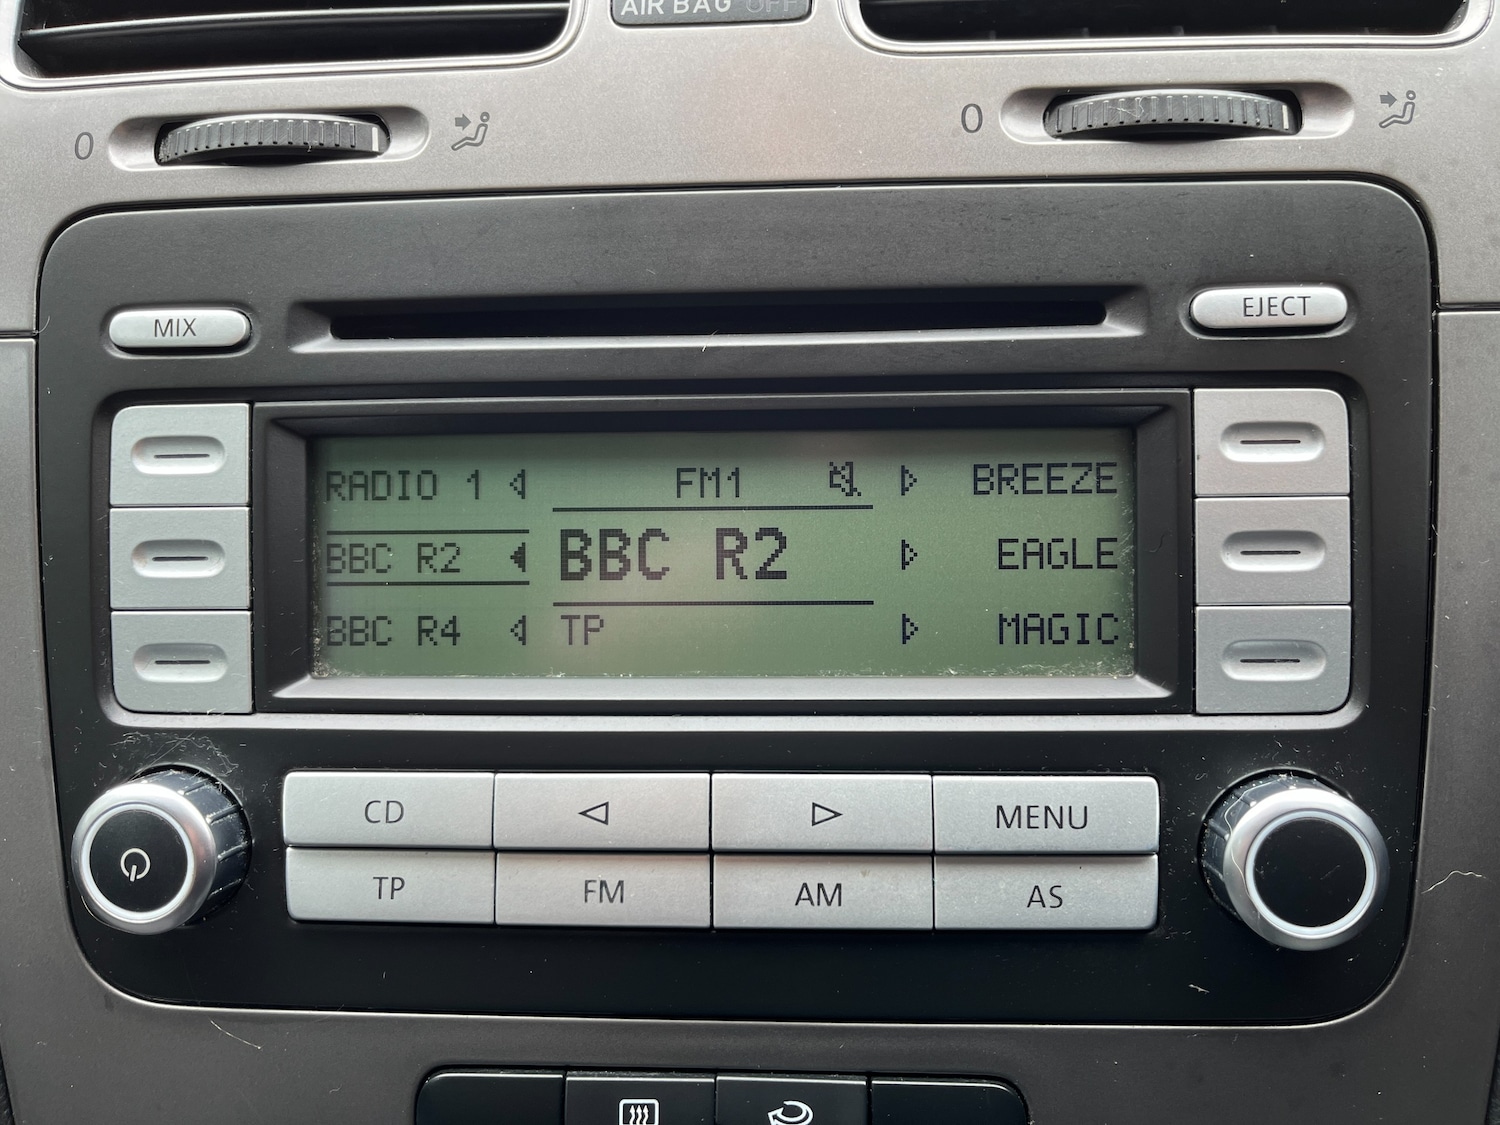 AIR BAG OFF
0 0
MIX EJECT
RADIO 1 FM1 BREEZE
BBC R2 BBC R2 EAGLE
BBC R4 TP MAGIC
CD MENU
TP FM AM AS